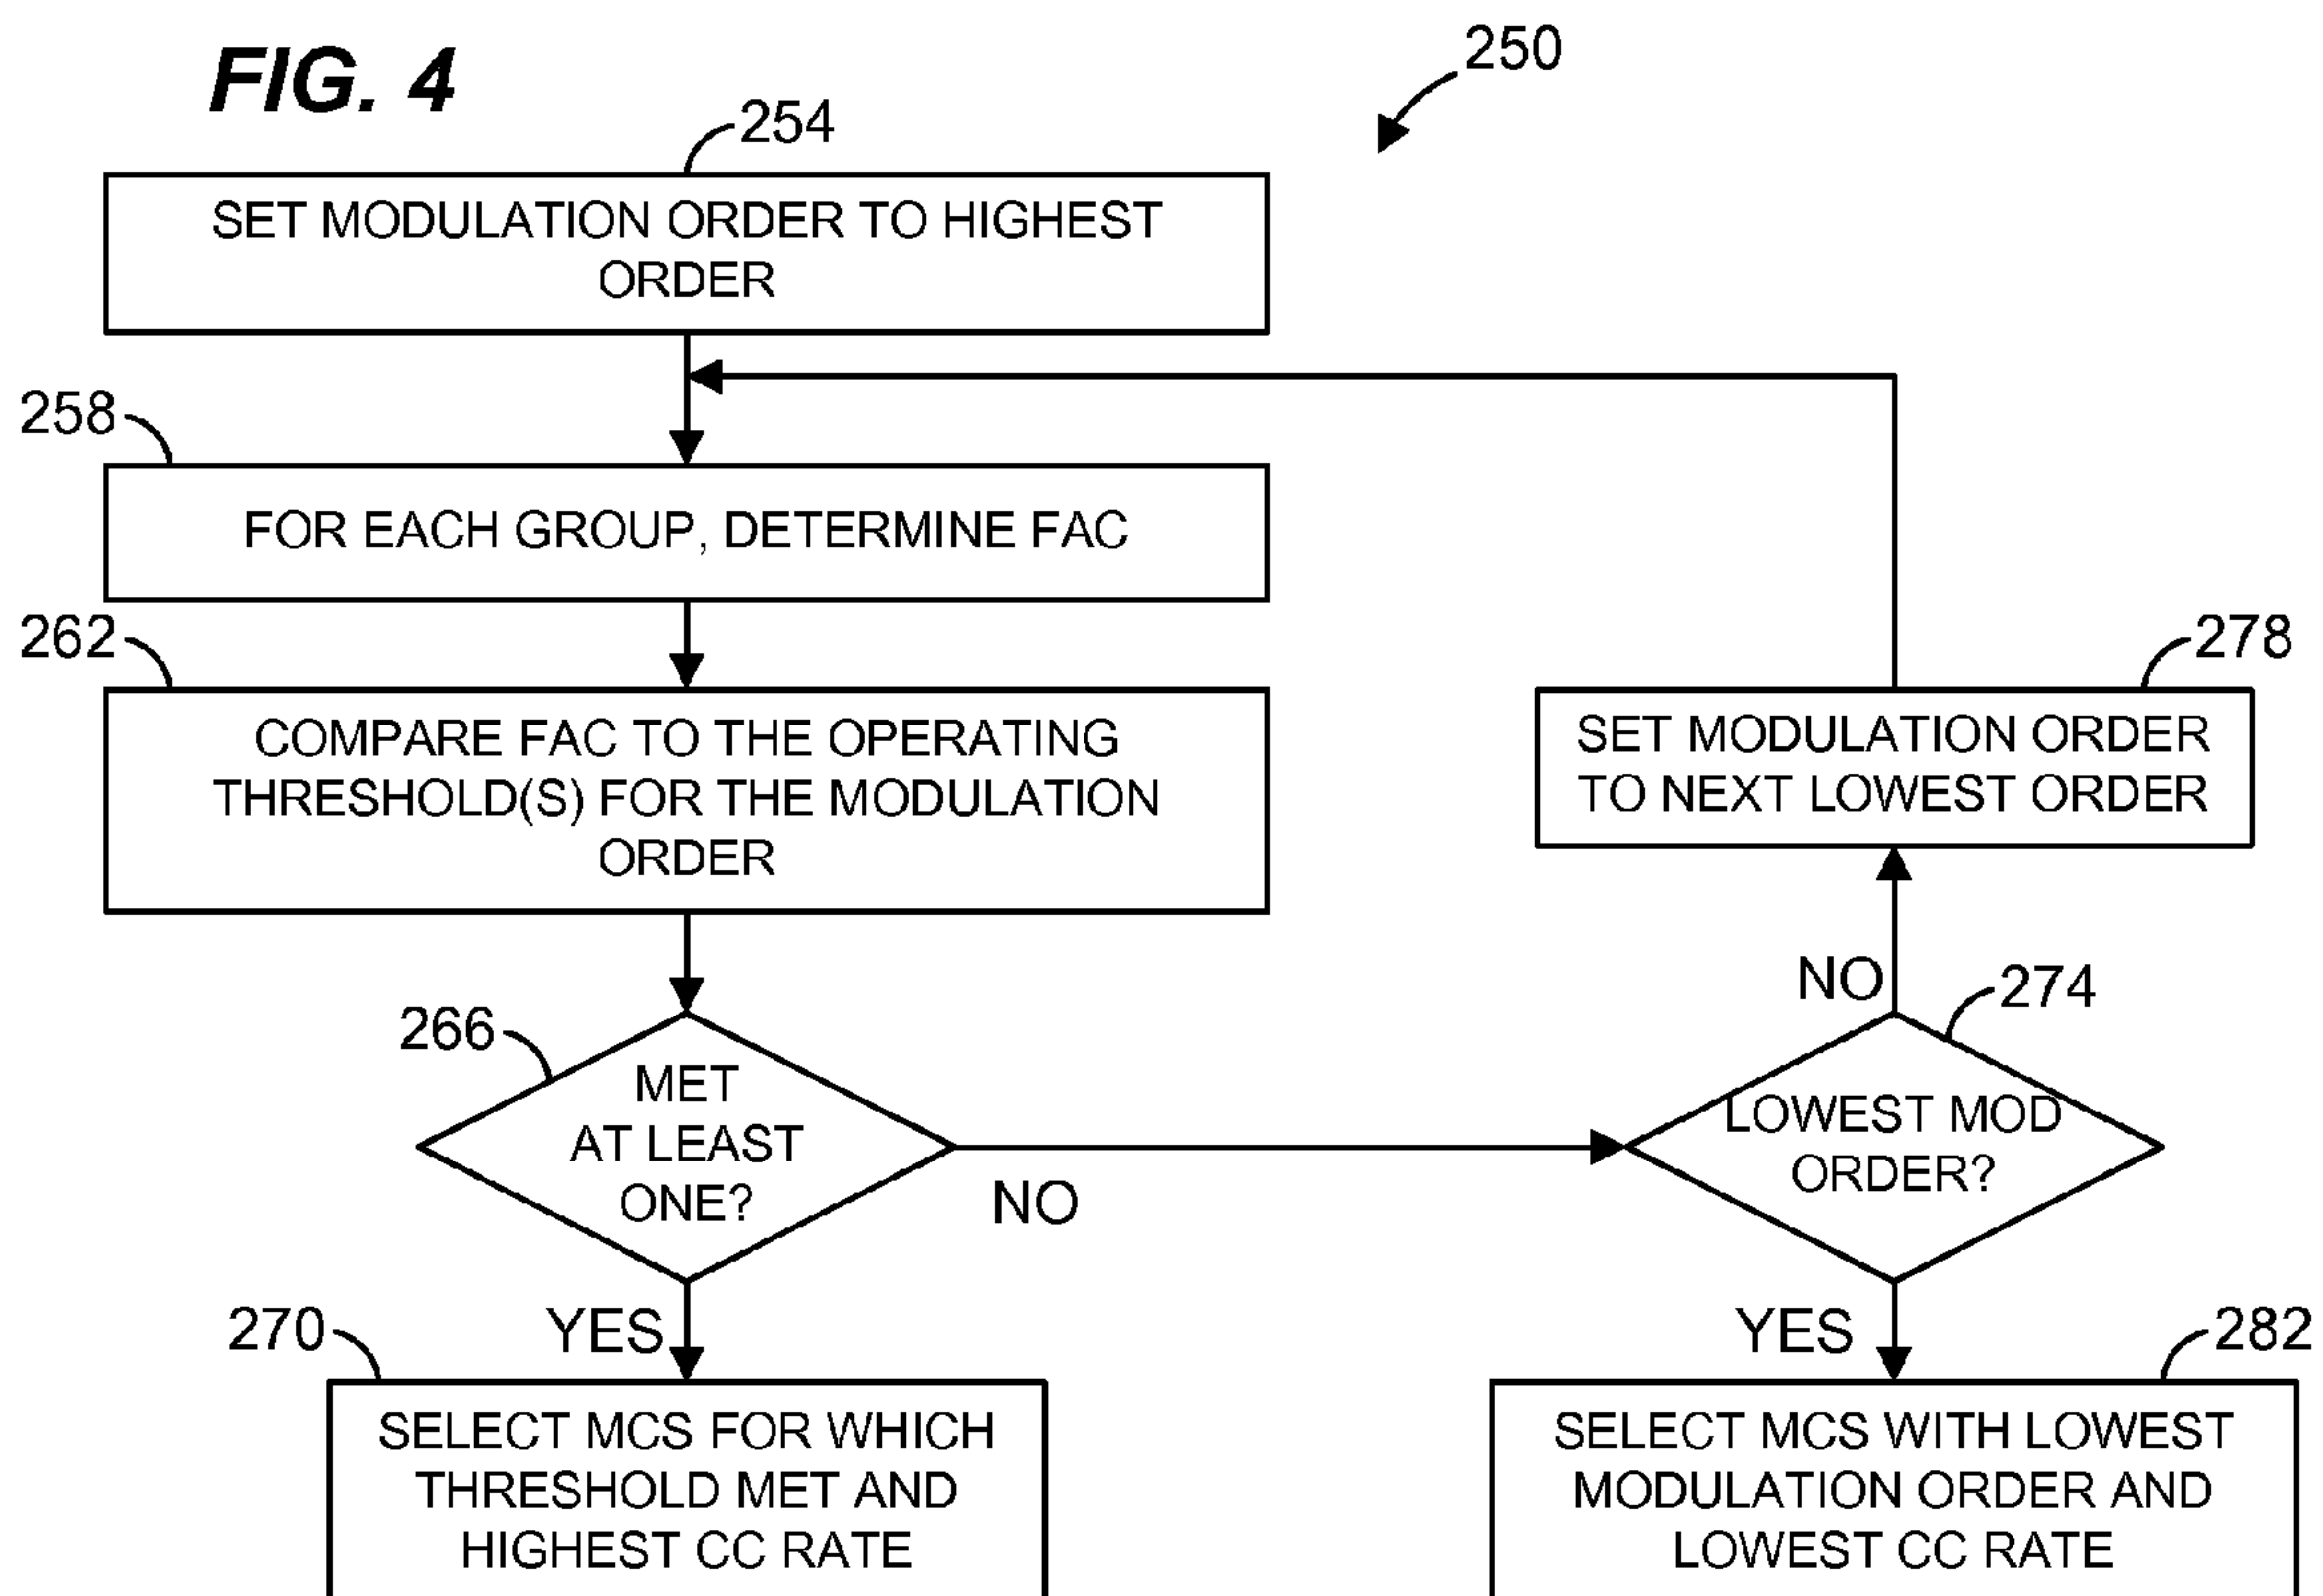 FIG. 4
250
254
SET MODULATION ORDER TO HIGHEST
ORDER
258
FOR EACH GROUP, DETERMINE FAC
262
COMPARE FAC TO THE OPERATING
THRESHOLD(S) FOR THE MODULATION
ORDER
278
SET MODULATION ORDER
TO NEXT LOWEST ORDER
266
MET
AT LEAST
ONE?
NO
NO
274
LOWEST MOD
ORDER?
YES
270
SELECT MCS FOR WHICH
THRESHOLD MET AND
HIGHEST CC RATE
YES
282
SELECT MCS WITH LOWEST
MODULATION ORDER AND
LOWEST CC RATE